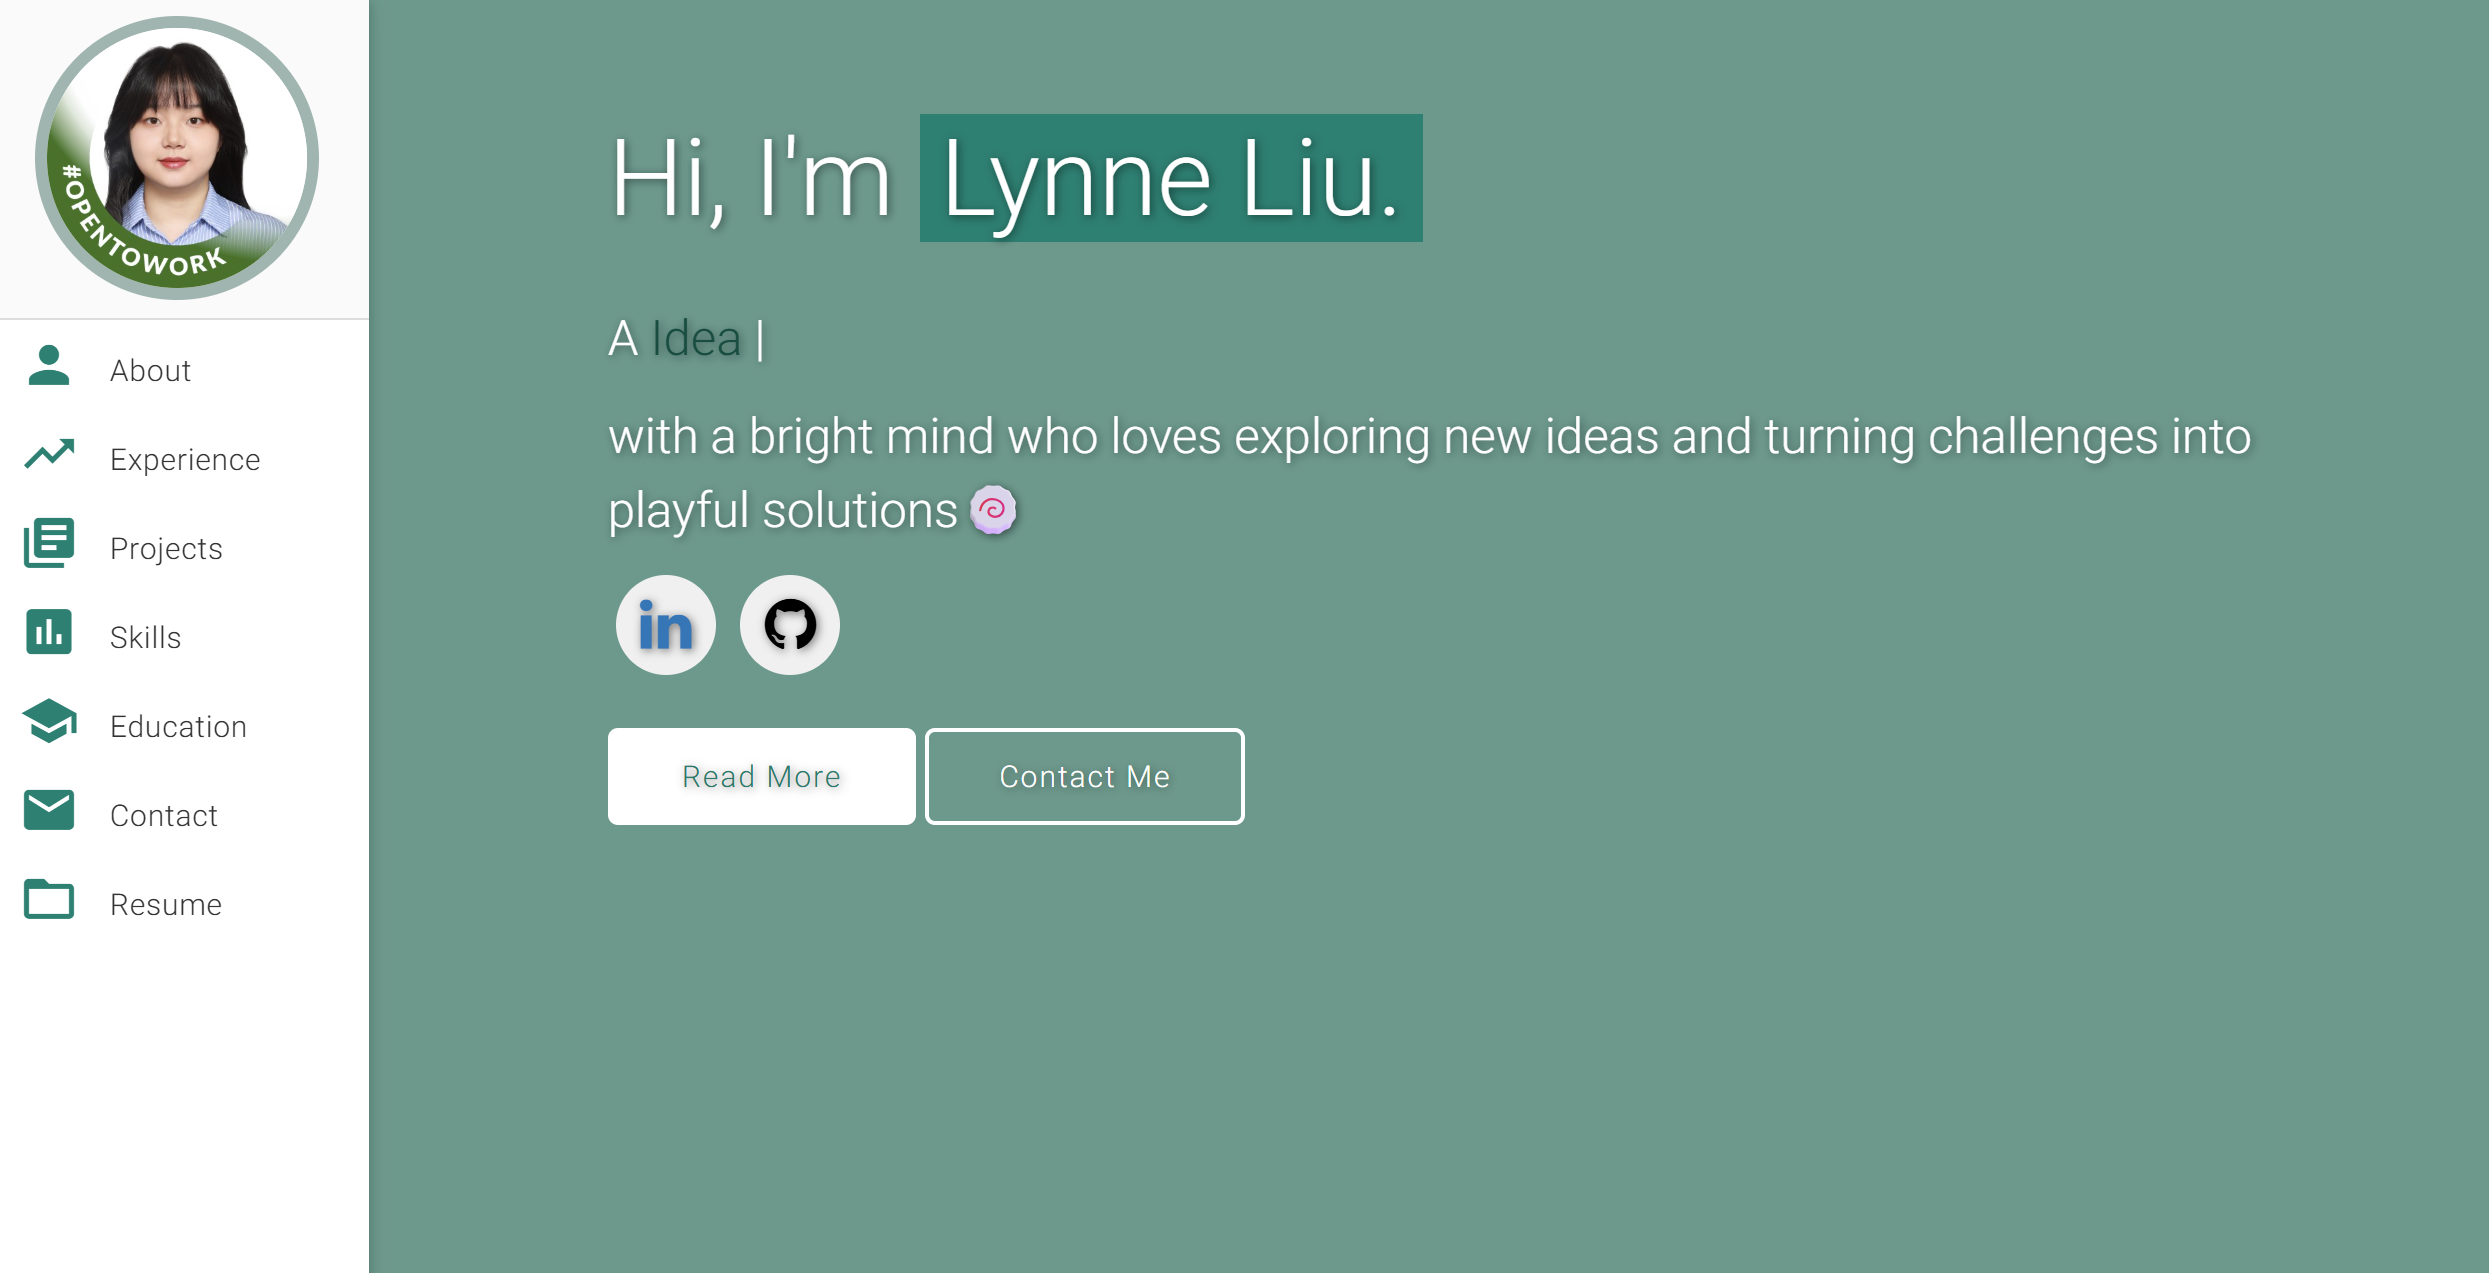 #OPENTOWORK
About
Experience
Projects
Skills
Education
Contact
Resume
Hi, I'm Lynne Liu.
A Idea |
with a bright mind who loves exploring new ideas and turning challenges into
playful solutions 🍥
in
Read More
Contact Me